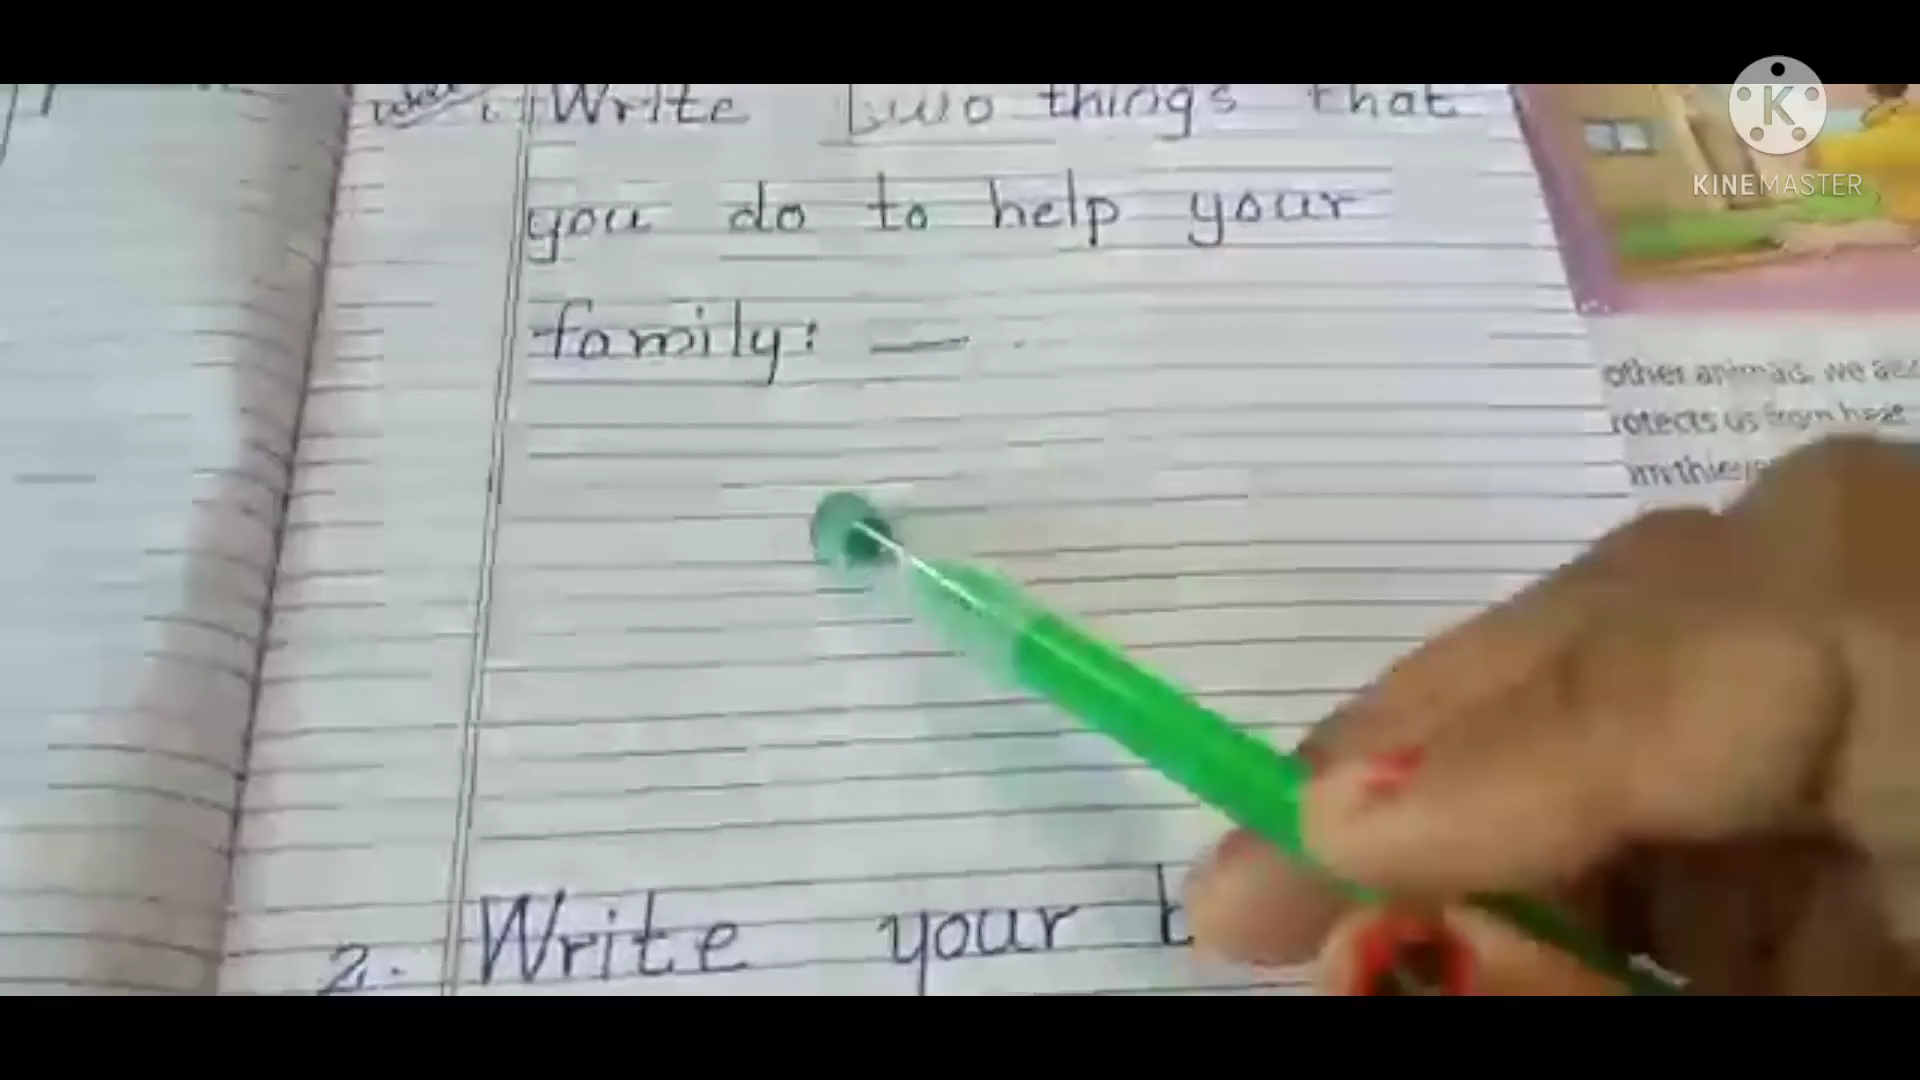 Write two things that
you do to help your
family: —
2. Write your
KINEMASTER
other animals, we
rotects us from